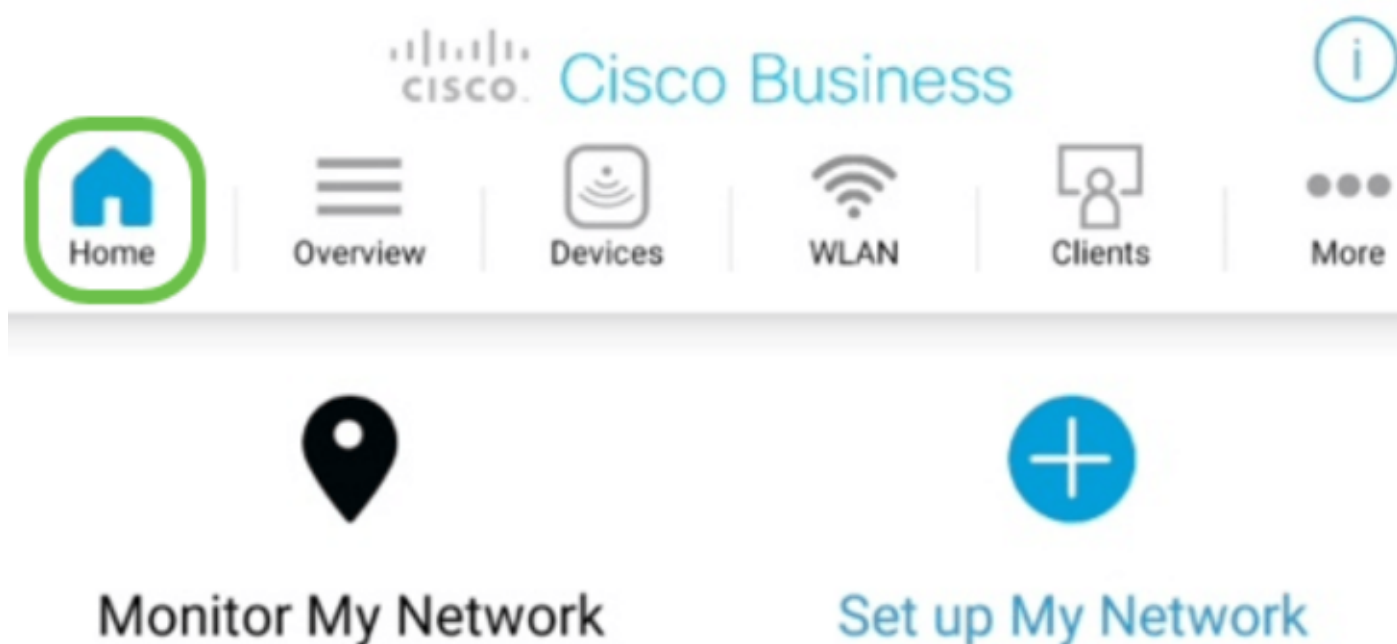 CISCO. Cisco Business i
Home Overview Devices WLAN Clients More
Monitor My Network Set up My Network